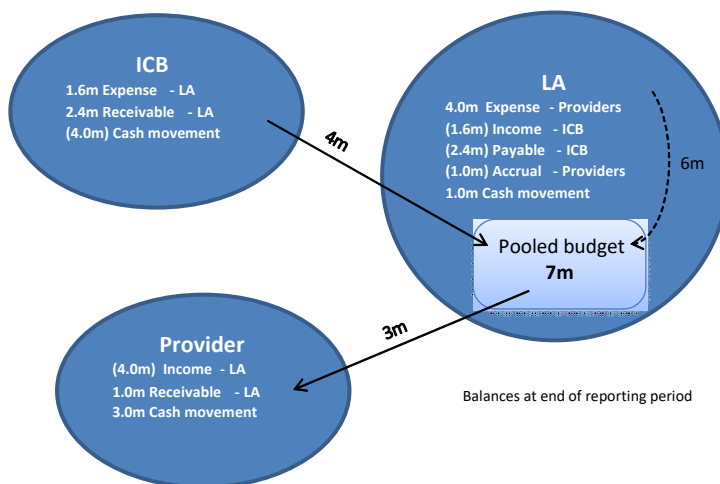 ICB
1.6m Expense - LA
2.4m Receivable - LA
(4.0m) Cash movement
4m
LA
4.0m Expense - Providers
(1.6m) Income - ICB
(2.4m) Payable - ICB
(1.0m) Accrual - Providers
1.0m Cash movement
6m
Pooled budget
7m
3m
Provider
(4.0m) Income - LA
1.0m Receivable - LA
3.0m Cash movement
Balances at end of reporting period